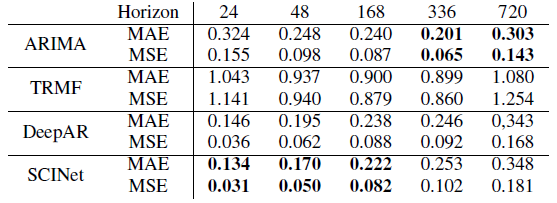 Horizon 24 48 168 336 720
ARIMA MAE 0.324 0.248 0.240 0.201 0.303
MSE 0.155 0.098 0.087 0.065 0.143
TRMF MAE 1.043 0.937 0.900 0.899 1.080
MSE 1.141 0.940 0.879 0.860 1.254
DeepAR MAE 0.146 0.195 0.238 0.246 0,343
MSE 0.036 0.062 0.088 0.092 0.168
SCINet MAE 0.134 0.170 0.222 0.253 0.348
MSE 0.031 0.050 0.082 0.102 0.181